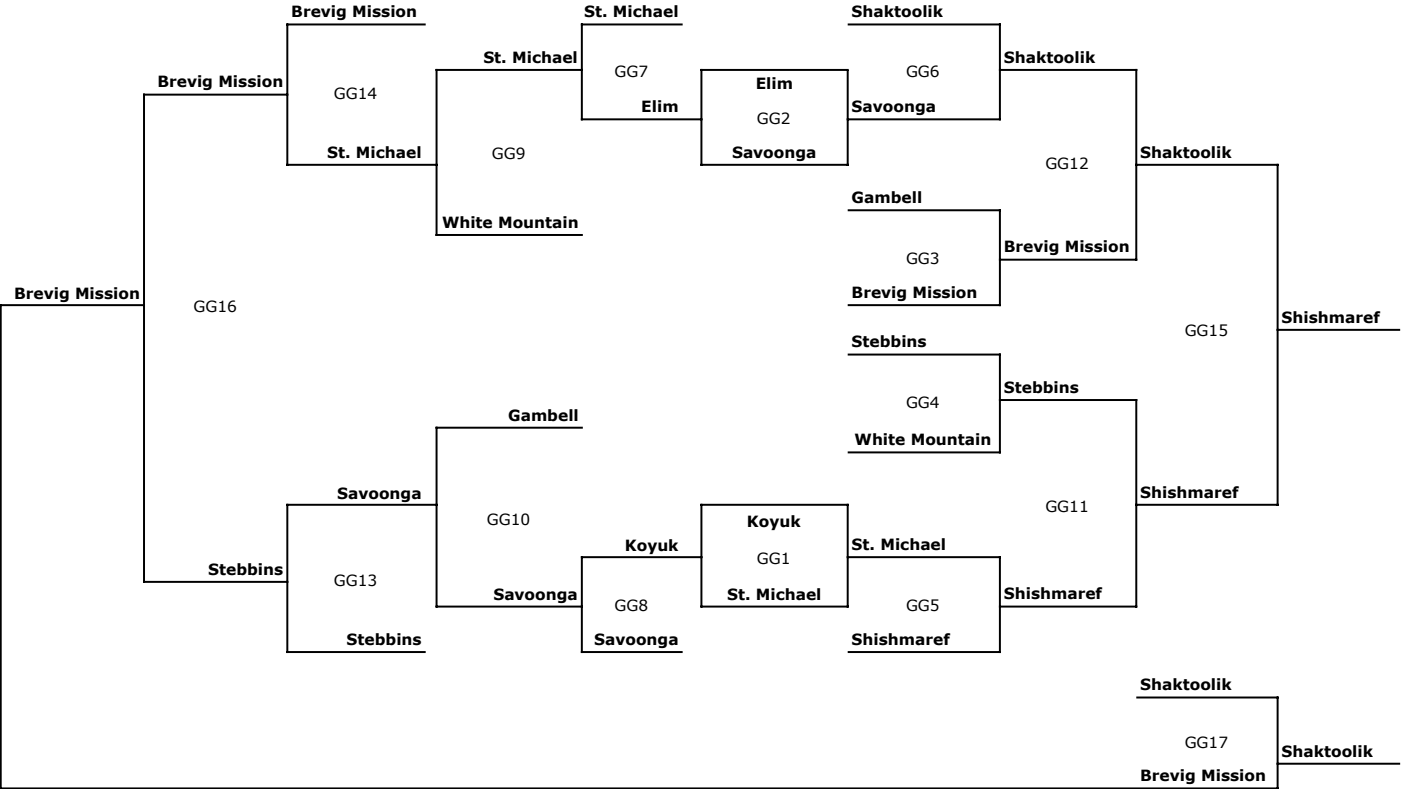 Brevig Mission
St. Michael
Shaktoolik
St. Michael
Shaktoolik
GG7
GG6
Brevig Mission
Elim
GG14
Elim
Savoonga
GG2
St. Michael
GG9
Savoonga
Shaktoolik
GG12
Gambell
White Mountain
Brevig Mission
GG3
Brevig Mission
Brevig Mission
GG16
Shishmaref
GG15
Stebbins
Stebbins
GG4
Gambell
White Mountain
Savoonga
Shishmaref
GG11
GG10
Koyuk
Koyuk
St. Michael
GG1
Stebbins
GG13
Savoonga
St. Michael
Shishmaref
GG8
GG5
Stebbins
Savoonga
Shishmaref
Shaktoolik
GG17
Shaktoolik
Brevig Mission